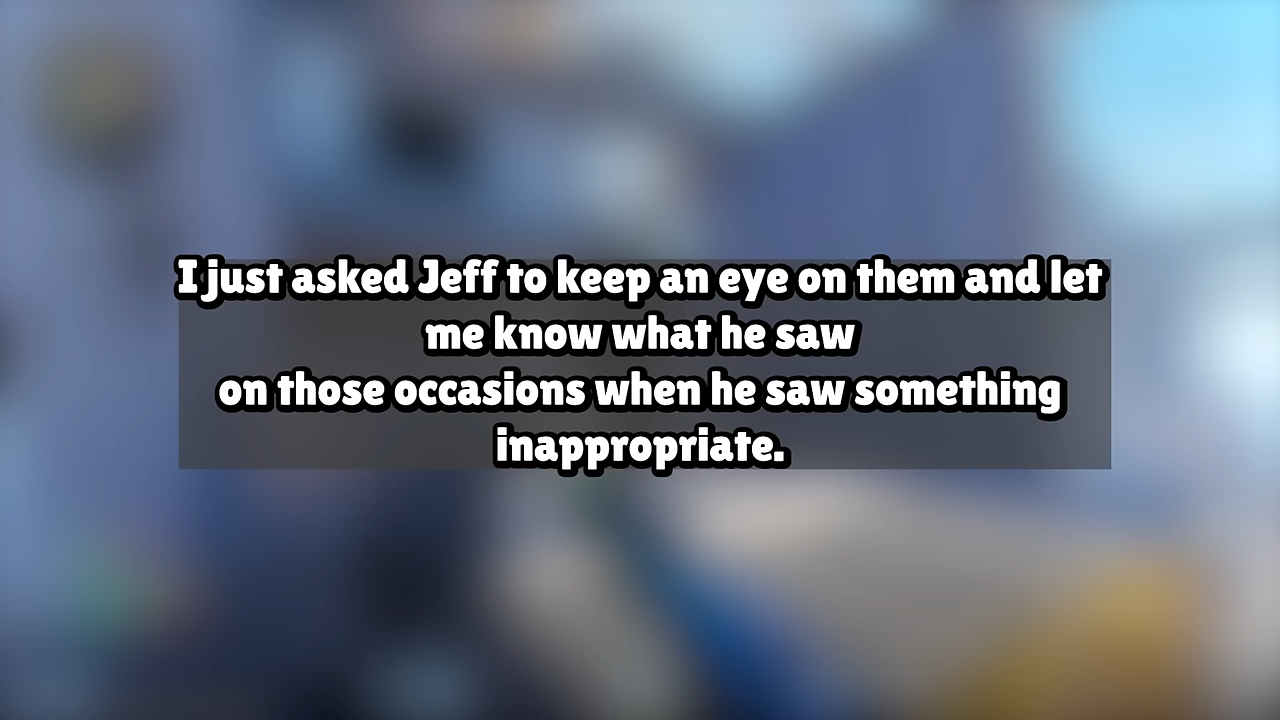 I just asked Jeff to keep an eye on them and let
me know what he saw
on those occasions when he saw something
inappropriate.